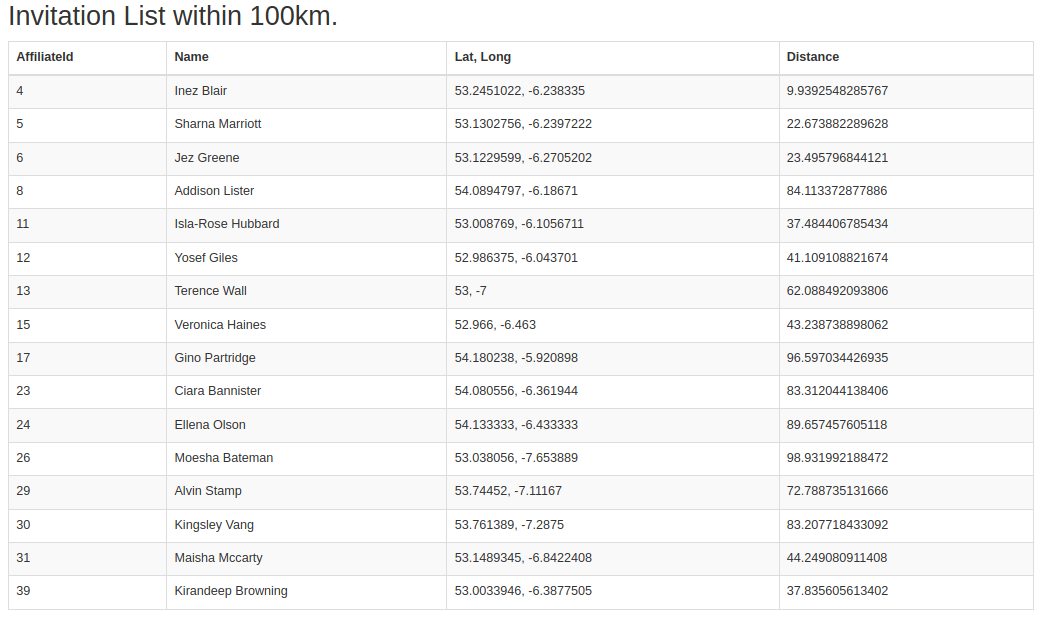 Invitation List within 100km.
AffiliateId Name Lat, Long Distance
4 Inez Blair 53.2451022, -6.238335 9.9392548285767
5 Sharna Marriott 53.1302756, -6.2397222 22.673882289628
6 Jez Greene 53.1229599, -6.2705202 23.495796844121
8 Addison Lister 54.0894797, -6.18671 84.113372877886
11 Isla-Rose Hubbard 53.008769, -6.1056711 37.484406785434
12 Yosef Giles 52.986375, -6.043701 41.109108821674
13 Terence Wall 53, -7 62.088492093806
15 Veronica Haines 52.966, -6.463 43.238738898062
17 Gino Partridge 54.180238, -5.920898 96.597034426935
23 Ciara Bannister 54.080556, -6.361944 83.312044138406
24 Ellena Olson 54.133333, -6.433333 89.657457605118
26 Moesha Bateman 53.038056, -7.653889 98.931992188472
29 Alvin Stamp 53.74452, -7.11167 72.788735131666
30 Kingsley Vang 53.761389, -7.2875 83.207718433092
31 Maisha Mccarty 53.1489345, -6.8422408 44.249080911408
39 Kirandeep Browning 53.0033946, -6.3877505 37.835605613402